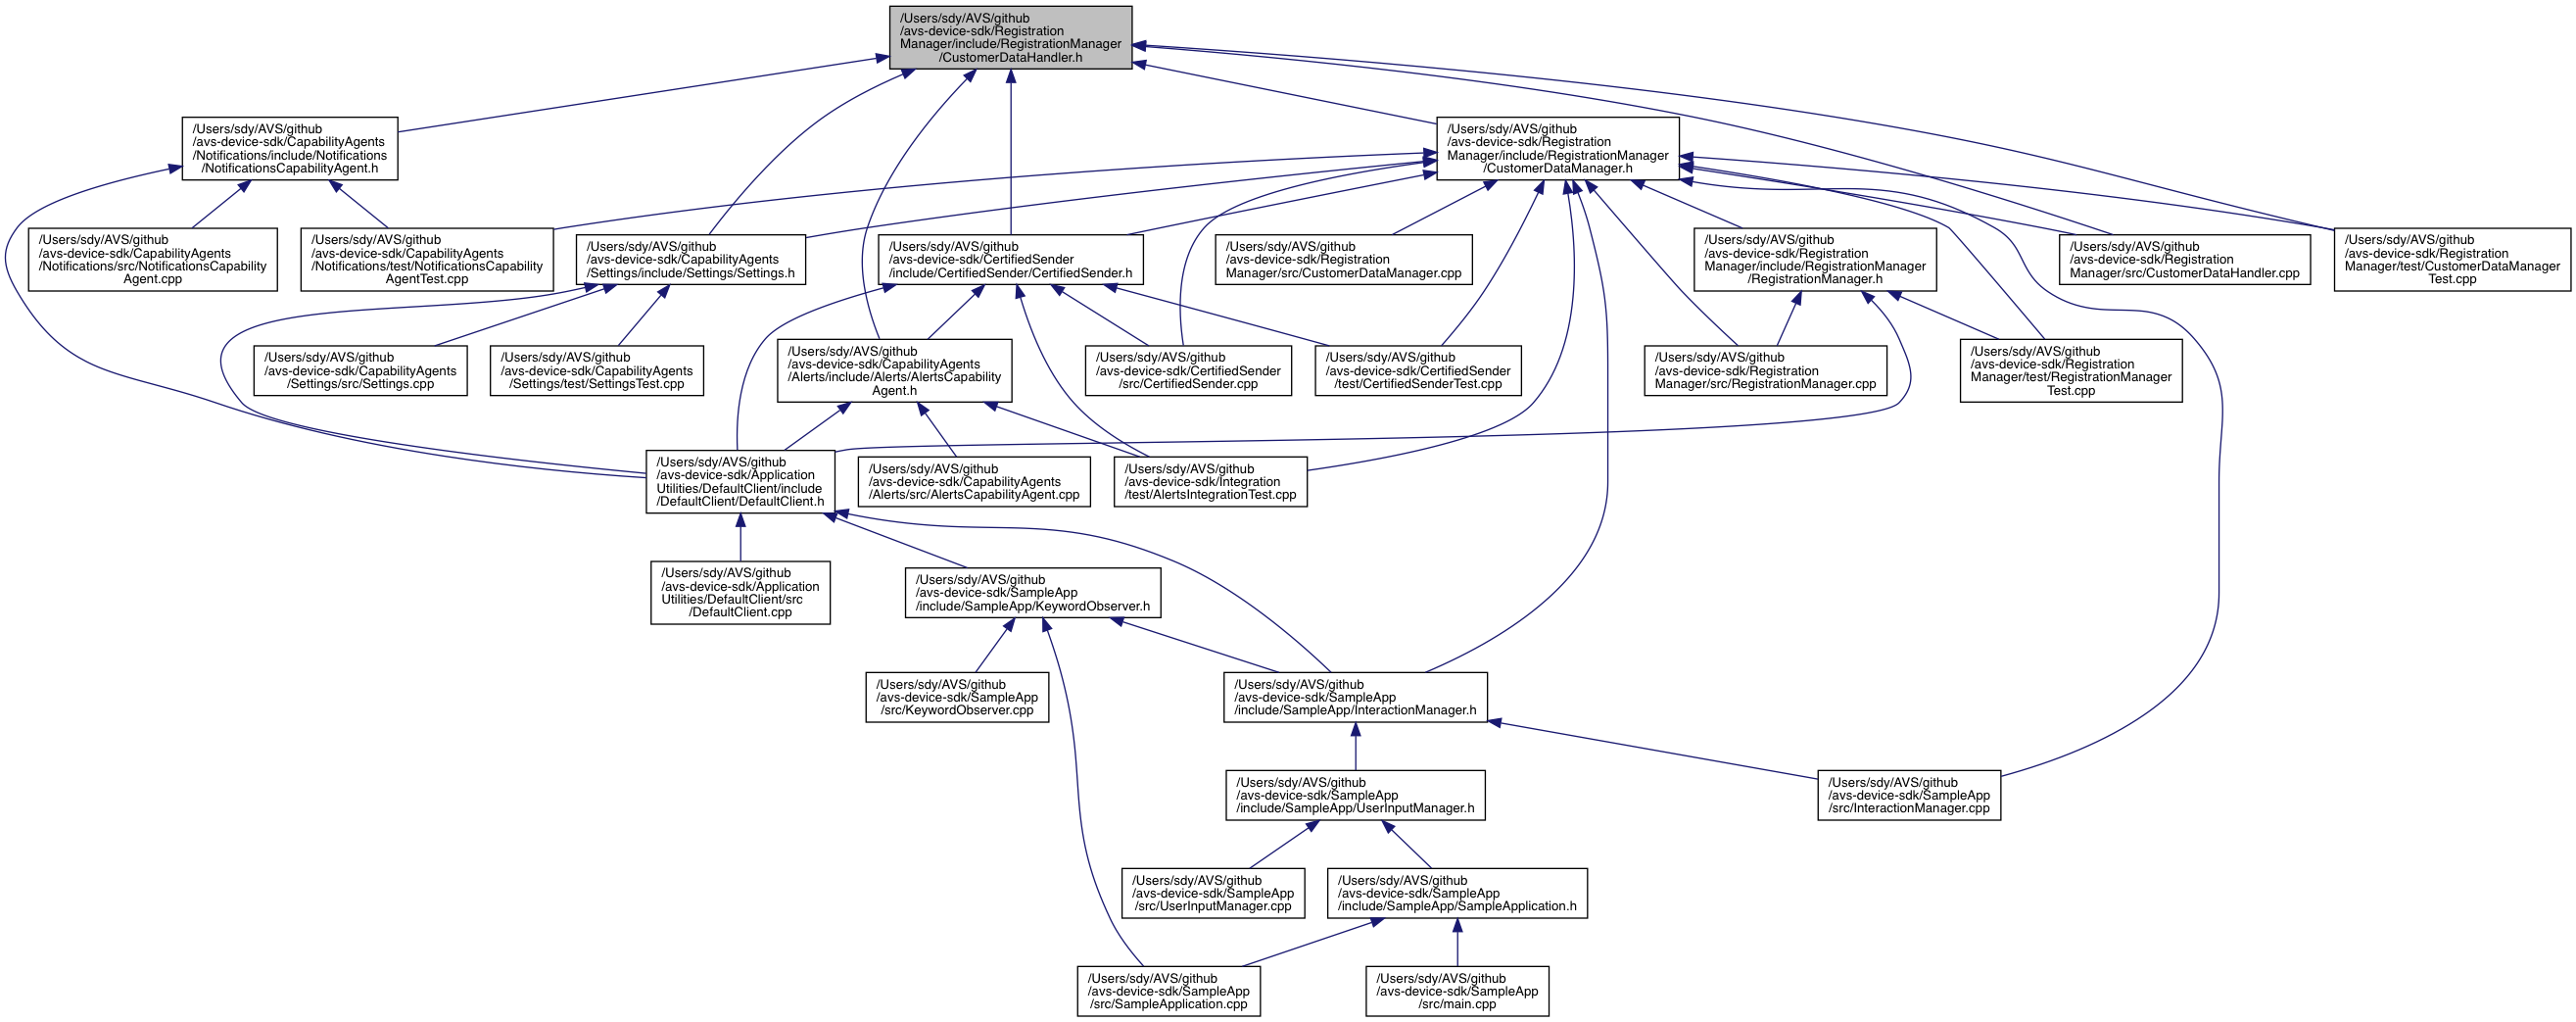 /Users/sdy/AVS/github
/avs-device-sdk/Registration
Manager/include/RegistrationManager
/CustomerDataHandler.h
/Users/sdy/AVS/github
/avs-device-sdk/CapabilityAgents
/Notifications/include/Notifications
/NotificationsCapabilityAgent.h
/Users/sdy/AVS/github
/avs-device-sdk/Registration
Manager/include/RegistrationManager
/CustomerDataManager.h
/Users/sdy/AVS/github
/avs-device-sdk/CapabilityAgents
/Notifications/src/NotificationsCapability
Agent.cpp
/Users/sdy/AVS/github
/avs-device-sdk/CapabilityAgents
/Notifications/test/NotificationsCapability
AgentTest.cpp
/Users/sdy/AVS/github
/avs-device-sdk/CapabilityAgents
/Settings/include/Settings/Settings.h
/Users/sdy/AVS/github
/avs-device-sdk/CertifiedSender
/include/CertifiedSender/CertifiedSender.h
/Users/sdy/AVS/github
/avs-device-sdk/Registration
Manager/src/CustomerDataManager.cpp
/Users/sdy/AVS/github
/avs-device-sdk/Registration
Manager/include/RegistrationManager
/RegistrationManager.h
/Users/sdy/AVS/github
/avs-device-sdk/Registration
Manager/src/CustomerDataHandler.cpp
/Users/sdy/AVS/github
/avs-device-sdk/Registration
Manager/test/CustomerDataManager
Test.cpp
/Users/sdy/AVS/github
/avs-device-sdk/CapabilityAgents
/Settings/src/Settings.cpp
/Users/sdy/AVS/github
/avs-device-sdk/CapabilityAgents
/Settings/test/SettingsTest.cpp
/Users/sdy/AVS/github
/avs-device-sdk/CapabilityAgents
/Alerts/include/Alerts/AlertsCapability
Agent.h
/Users/sdy/AVS/github
/avs-device-sdk/CertifiedSender
/src/CertifiedSender.cpp
/Users/sdy/AVS/github
/avs-device-sdk/CertifiedSender
/test/CertifiedSenderTest.cpp
/Users/sdy/AVS/github
/avs-device-sdk/Registration
Manager/src/RegistrationManager.cpp
/Users/sdy/AVS/github
/avs-device-sdk/Registration
Manager/test/RegistrationManager
Test.cpp
/Users/sdy/AVS/github
/avs-device-sdk/Application
Utilities/DefaultClient/include
/DefaultClient/DefaultClient.h
/Users/sdy/AVS/github
/avs-device-sdk/CapabilityAgents
/Alerts/src/AlertsCapabilityAgent.cpp
/Users/sdy/AVS/github
/avs-device-sdk/Integration
/test/AlertsIntegrationTest.cpp
/Users/sdy/AVS/github
/avs-device-sdk/Application
Utilities/DefaultClient/src
/DefaultClient.cpp
/Users/sdy/AVS/github
/avs-device-sdk/SampleApp
/include/SampleApp/KeywordObserver.h
/Users/sdy/AVS/github
/avs-device-sdk/SampleApp
/src/KeywordObserver.cpp
/Users/sdy/AVS/github
/avs-device-sdk/SampleApp
/include/SampleApp/InteractionManager.h
/Users/sdy/AVS/github
/avs-device-sdk/SampleApp
/include/SampleApp/UserInputManager.h
/Users/sdy/AVS/github
/avs-device-sdk/SampleApp
/src/InteractionManager.cpp
/Users/sdy/AVS/github
/avs-device-sdk/SampleApp
/src/UserInputManager.cpp
/Users/sdy/AVS/github
/avs-device-sdk/SampleApp
/include/SampleApp/SampleApplication.h
/Users/sdy/AVS/github
/avs-device-sdk/SampleApp
/src/SampleApplication.cpp
/Users/sdy/AVS/github
/avs-device-sdk/SampleApp
/src/main.cpp